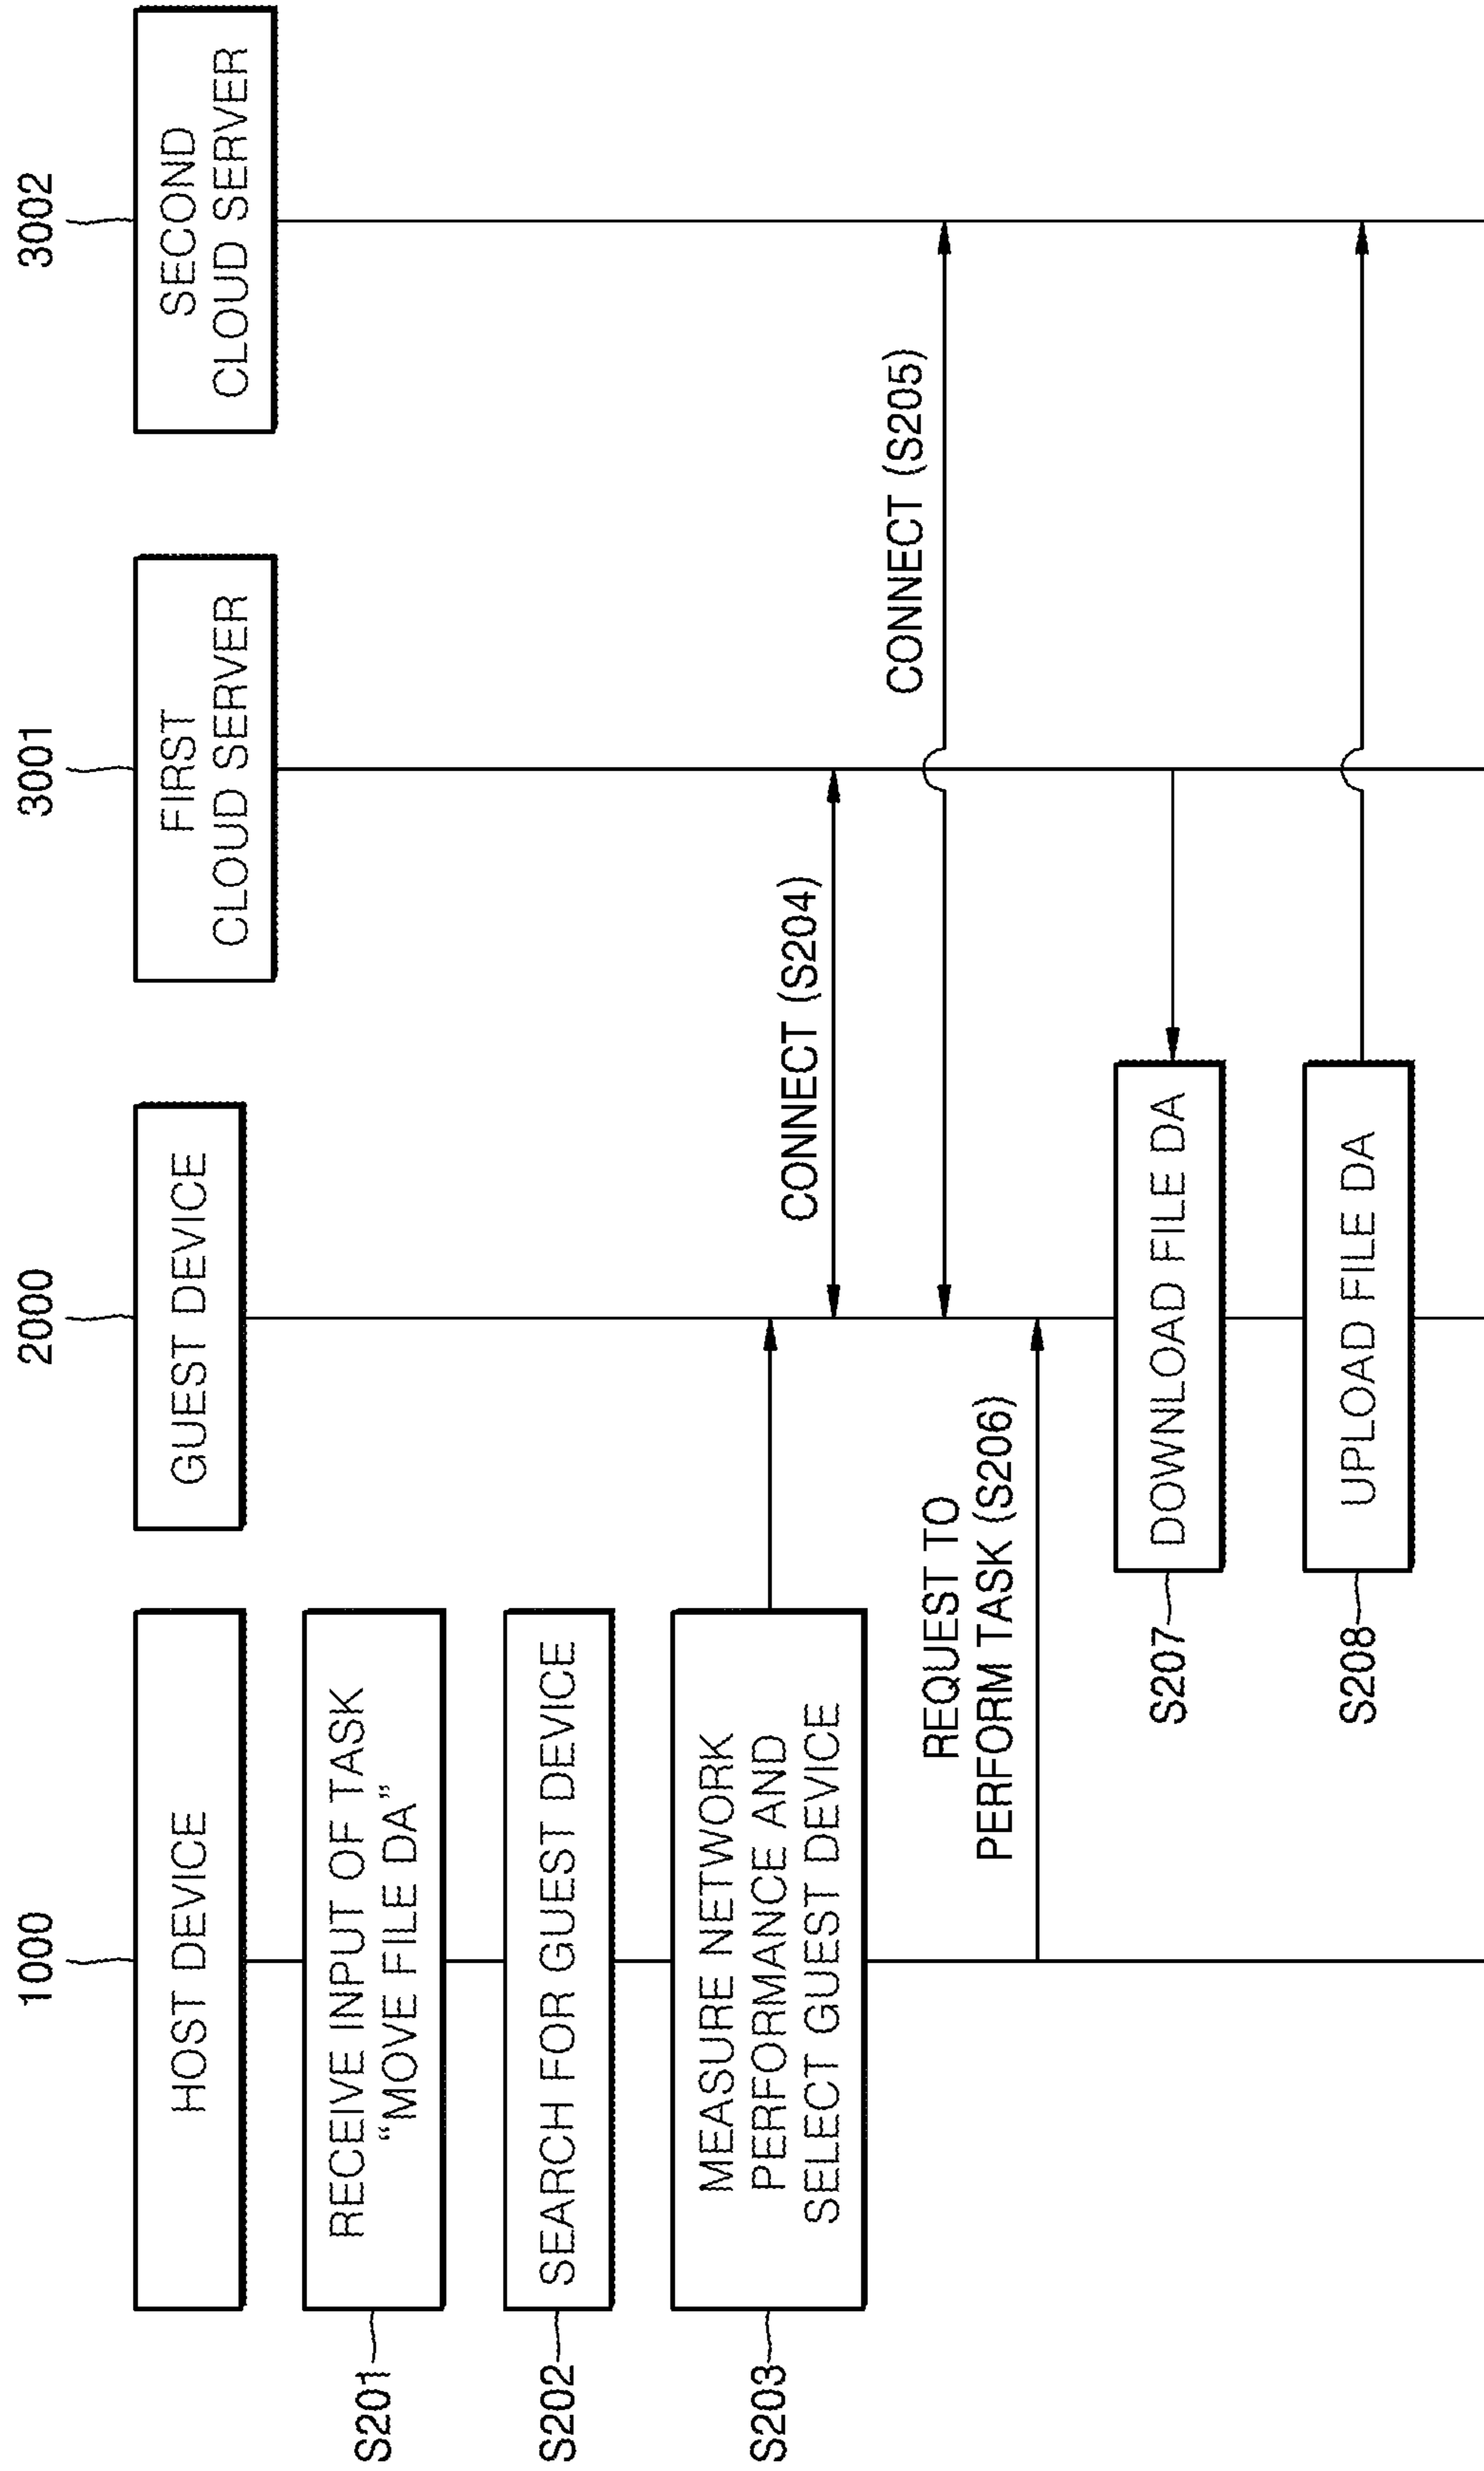 1000
2000
3001
3002
HOST DEVICE
GUEST DEVICE
FIRST
CLOUD SERVER
SECOND
CLOUD SERVER
S201
RECEIVE INPUT OF TASK
“MOVE FILE DA”
S202
SEARCH FOR GUEST DEVICE
S203
MEASURE NETWORK
PERFORMANCE AND
SELECT GUEST DEVICE
CONNECT (S204)
CONNECT (S205)
REQUEST TO
PERFORM TASK (S206)
S207
DOWNLOAD FILE DA
S208
UPLOAD FILE DA